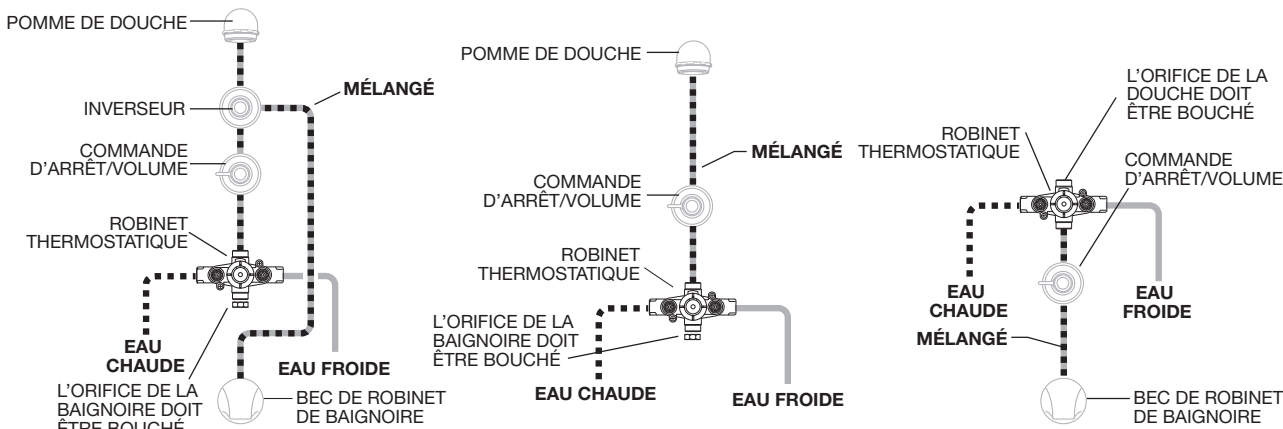 POMME DE DOUCHE
INVERSEUR
MÉLANGÉ
COMMANDE
D'ARRÊT/VOLUME
ROBINET
THERMOSTATIQUE
EAU
CHAUDE
EAU FROIDE
L'ORIFICE DE LA
BAIGNOIRE DOIT
ÊTRE BOUCHÉ
BEC DE ROBINET
DE BAIGNOIRE
POMME DE DOUCHE
MÉLANGÉ
COMMANDE
D'ARRÊT/VOLUME
ROBINET
THERMOSTATIQUE
L'ORIFICE DE LA
BAIGNOIRE DOIT
ÊTRE BOUCHÉ
EAU CHAUDE
EAU FROIDE
L'ORIFICE DE LA
DOUCHE DOIT
ÊTRE BOUCHÉ
ROBINET
THERMOSTATIQUE
COMMANDE
D'ARRÊT/VOLUME
EAU
CHAUDE
EAU
FROIDE
MÉLANGÉ
BEC DE ROBINET
DE BAIGNOIRE